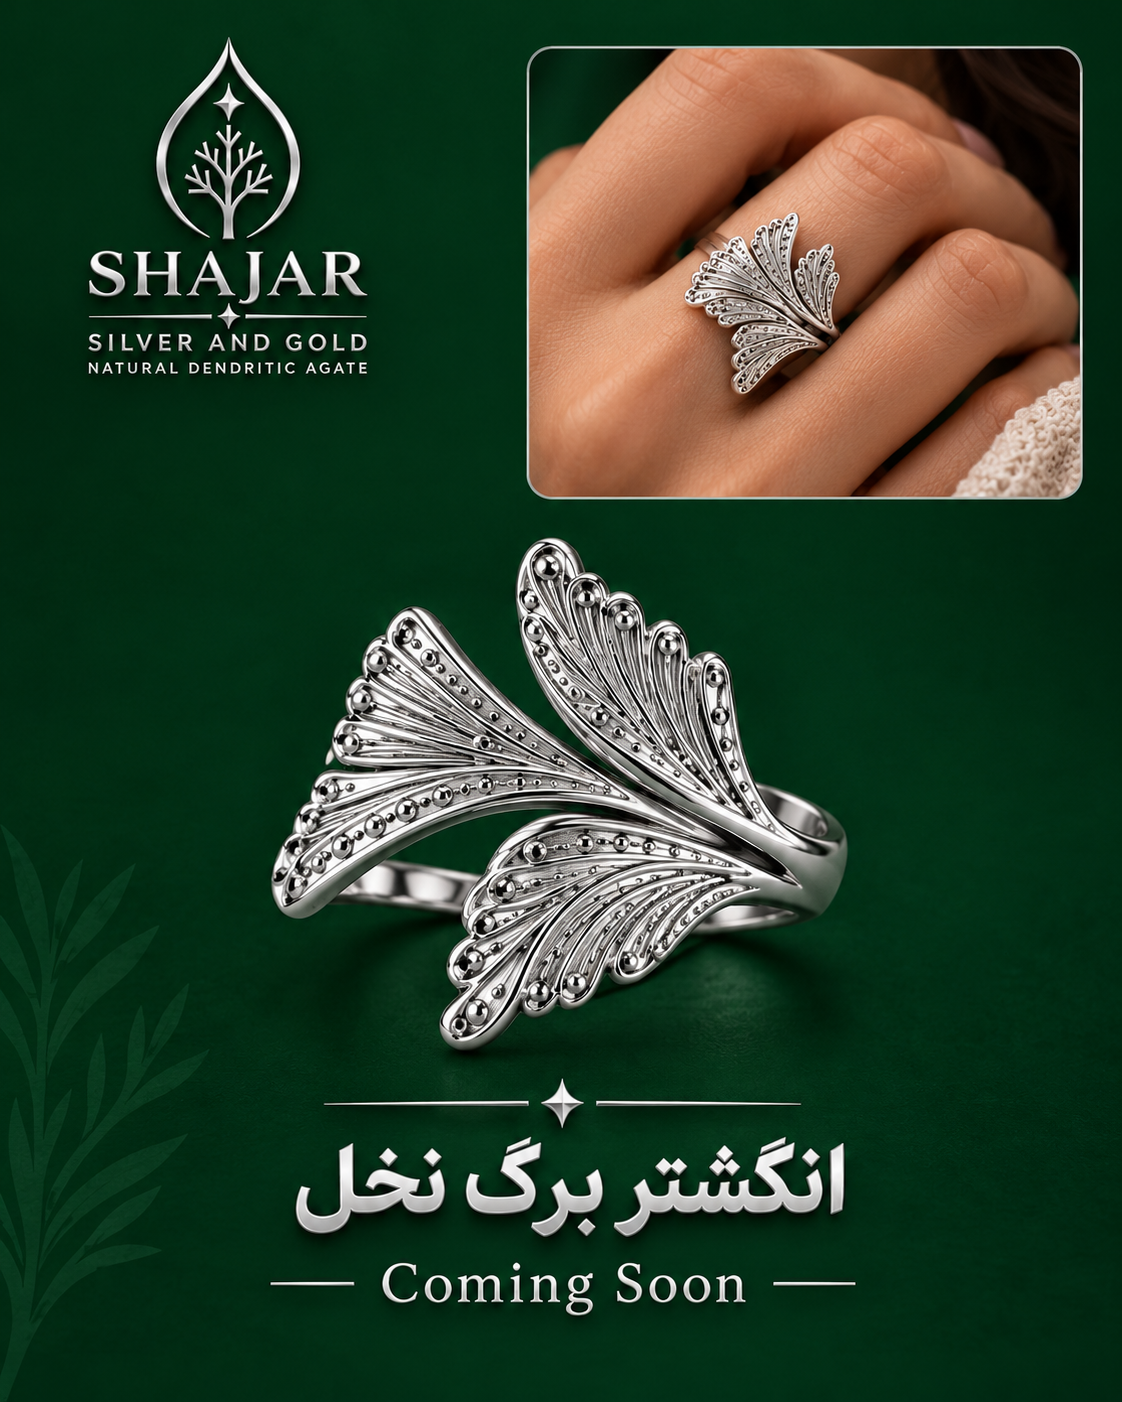 SHAJAR
SILVER AND GOLD
NATURAL DENDRITIC AGATE
انگشتر برگ نخل
Coming Soon